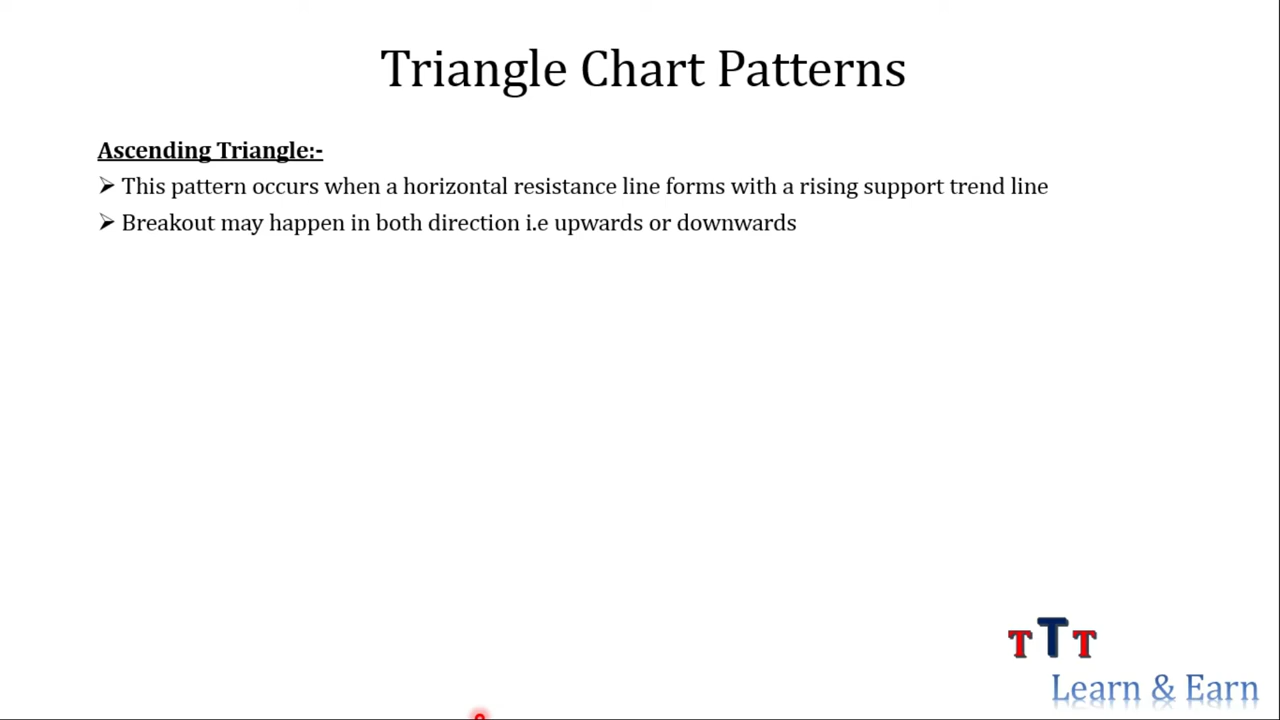 Triangle Chart Patterns
Ascending Triangle:-
➢ This pattern occurs when a horizontal resistance line forms with a rising support trend line
➢ Breakout may happen in both direction i.e upwards or downwards
TTT
Learn & Earn